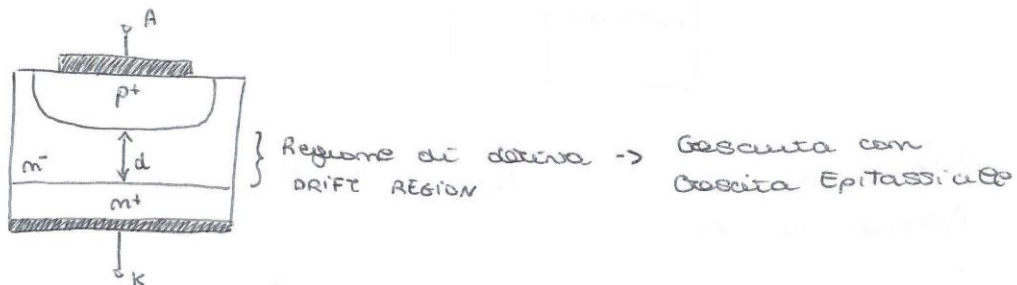 A
p+
n-
d
Regione di deriva -> Cresciuta con
DRIFT REGION
Crescita Epitassiale
n+
K